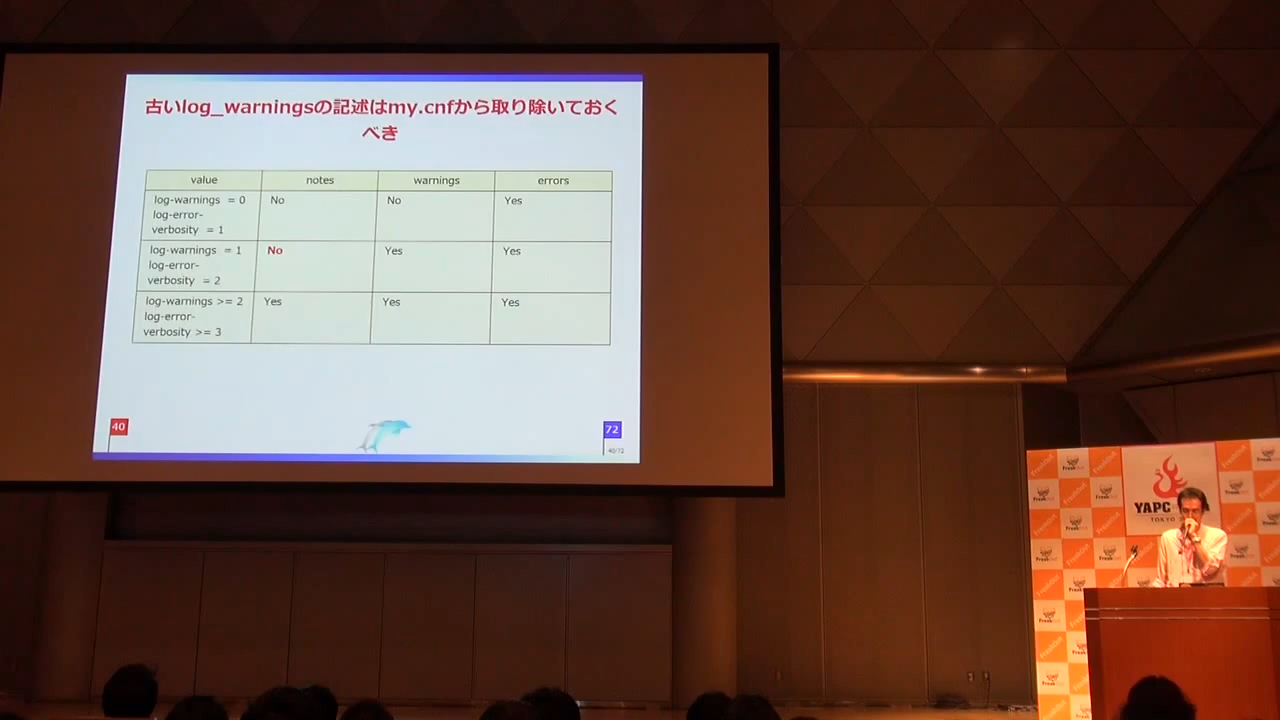 古いlog_warningsの記述はmy.cnfから取り除いておく
べき
value notes warnings errors
log-warnings = 0 No No Yes
log-error-
verbosity = 1
log-warnings = 1 No Yes Yes
log-error-
verbosity = 2
log-warnings >= 2 Yes Yes Yes
log-error-
verbosity >= 3
40
72
40/72
YAPC
TOKYO
FreakOut